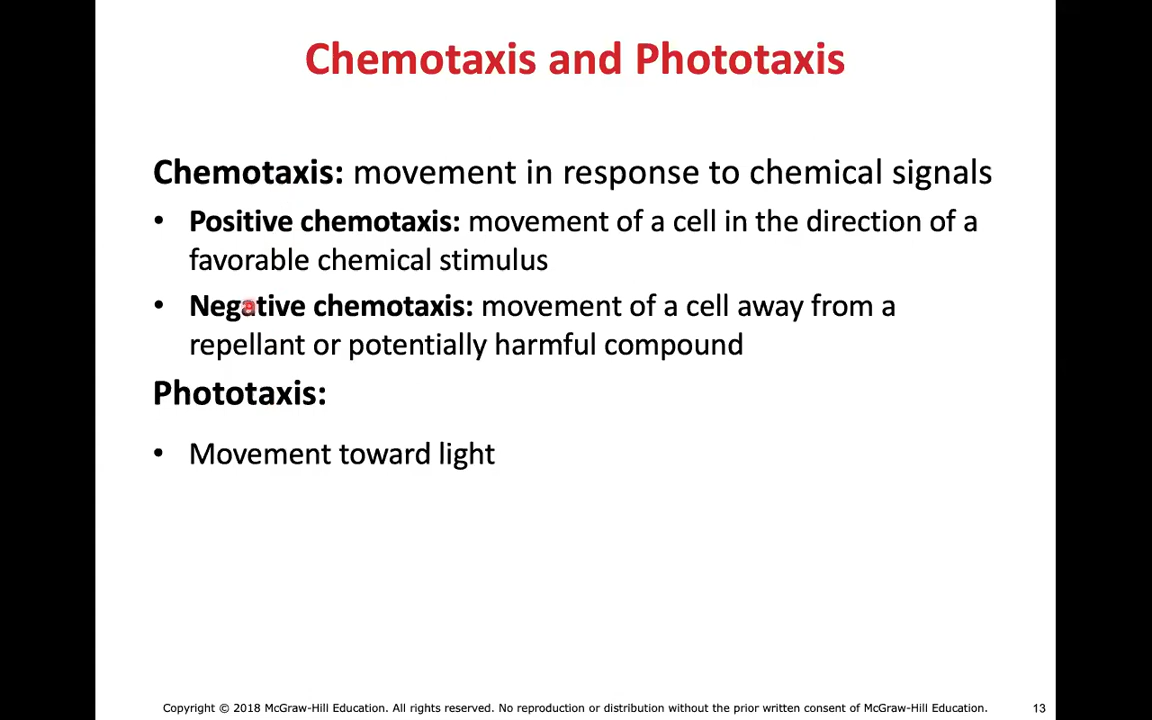 Chemotaxis and Phototaxis
Chemotaxis: movement in response to chemical signals
• Positive chemotaxis: movement of a cell in the direction of a
favorable chemical stimulus
• Negative chemotaxis: movement of a cell away from a
repellant or potentially harmful compound
Phototaxis:
• Movement toward light
Copyright © 2018 McGraw-Hill Education. All rights reserved. No reproduction or distribution without the prior written consent of McGraw-Hill Education. 13